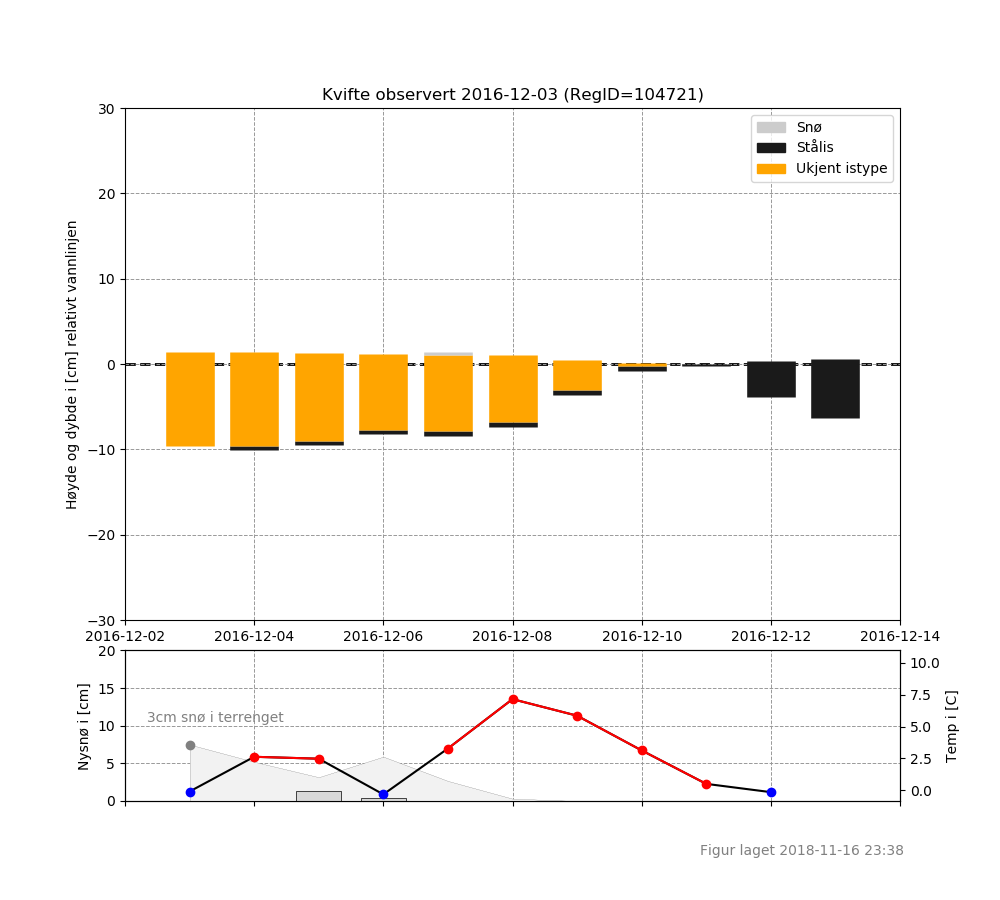 Kvifte observert 2016-12-03 (RegID=104721)
Snø
Stålis
Ukjent istype
Høyde og dybde i [cm] relativt vannlinjen
30
20
10
0
−10
−20
−30
2016-12-02 2016-12-04 2016-12-06 2016-12-08 2016-12-10 2016-12-12 2016-12-14
Nysnø i [cm]
20
15
10
5
0
3cm snø i terrenget
10.0
7.5
5.0
2.5
0.0
Temp i [C]
Figur laget 2018-11-16 23:38